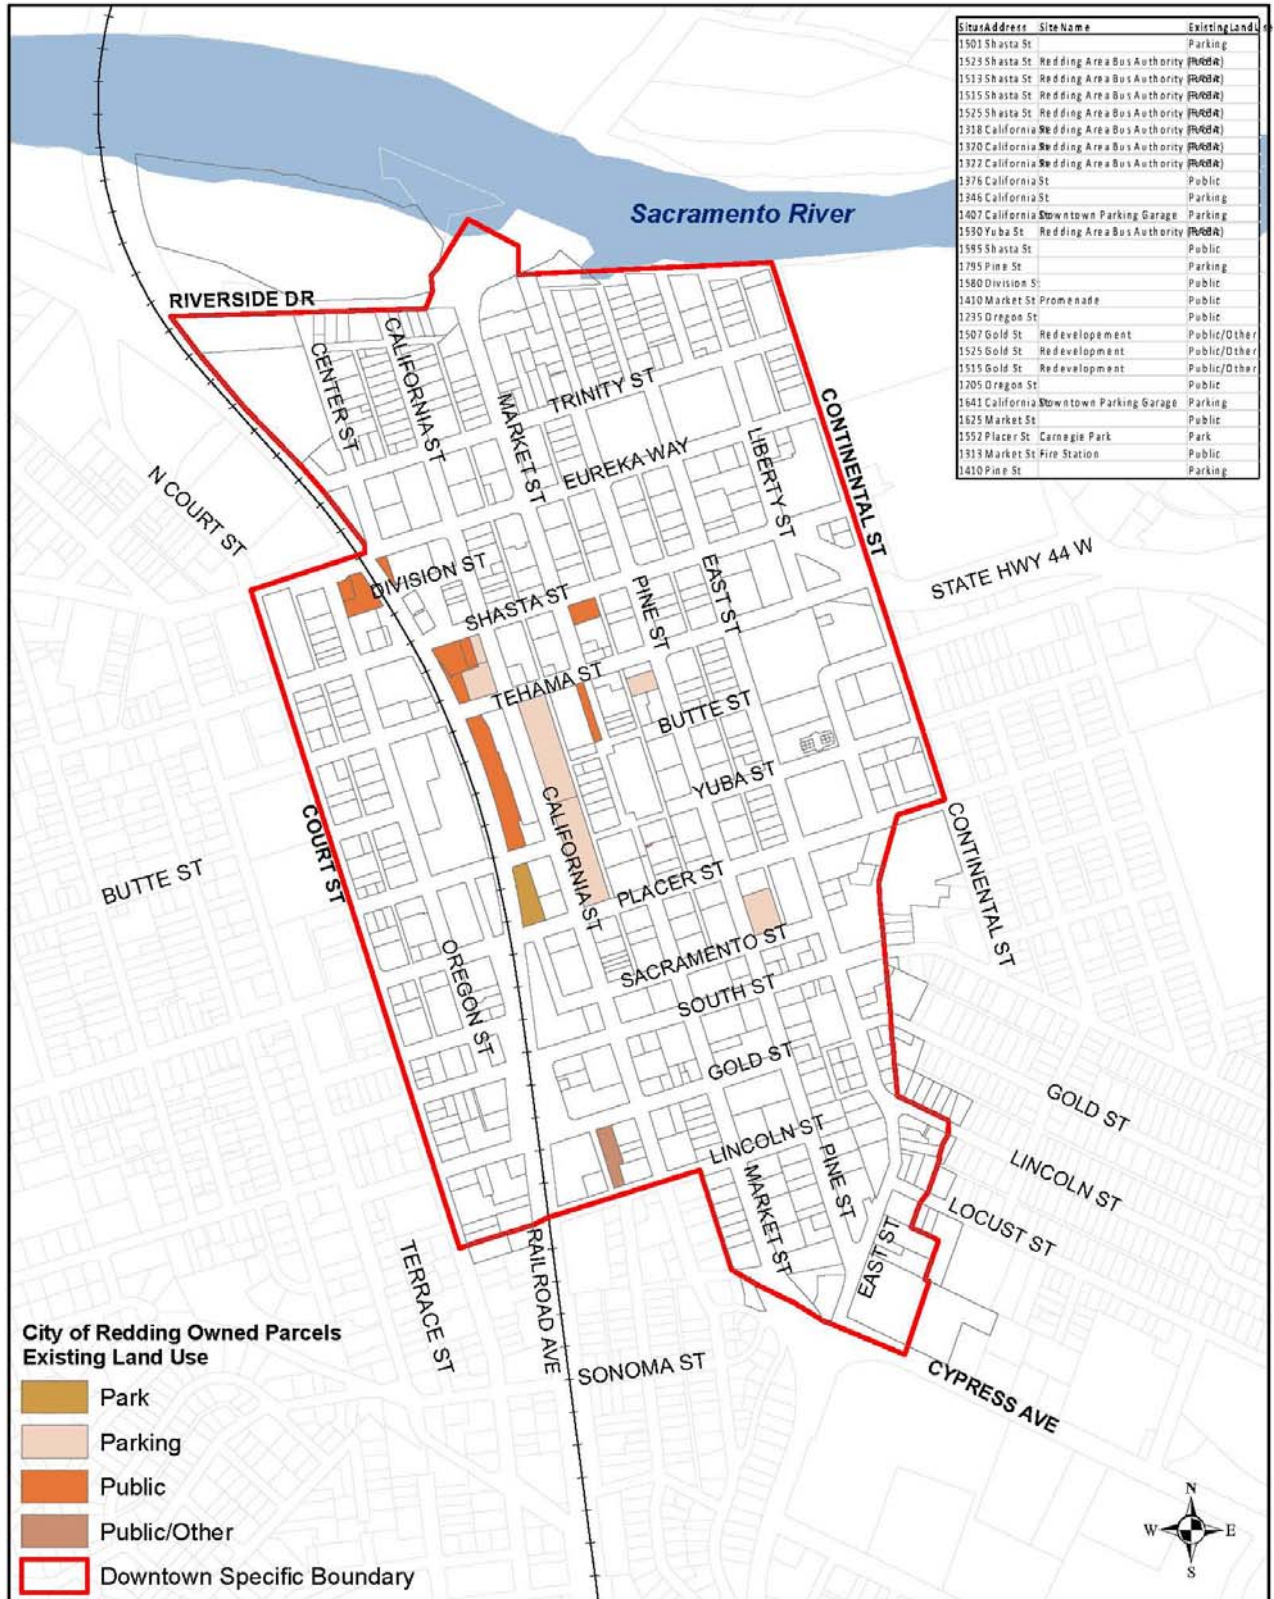 SitusAddress SiteName ExistingLandUse
1501 Shasta St Parking
1523 Shasta St Redding Area Bus Authority
1513 Shasta St Redding Area Bus Authority
1515 Shasta St Redding Area Bus Authority
1525 Shasta St Redding Area Bus Authority
1318 California Redding Area Bus Authority
1320 California Redding Area Bus Authority
1322 California Redding Area Bus Authority
1376 California St Public
1346 California St Parking
1407 California Downtown Parking Garage Parking
1530 Yuba St Redding Area Bus Authority
1595 Shasta St Public
1795 Pine St Parking
1580 Division St Public
1410 Market St Promenade Public
1235 Oregon St Public
1507 Gold St Redevelopement Public/Other
1525 Gold St Redevelopment Public/Other
1515 Gold St Redevelopment Public/Other
1205 Oregon St Public
1641 California Downtown Parking Garage Parking
1625 Market St Public
1552 Placer St Carnegie Park Park
1313 Market St Fire Station Public
1410 Pine St Parking
Sacramento River
RIVERSIDE DR
CENTER ST
CALIFORNIA ST
MARKET ST
TRINITY ST
EUREKA WAY
LIBERTY ST
CONTINENTAL ST
N COURT ST
DIVISION ST
SHASTA ST
PINE ST
EAST ST
STATE HWY 44 W
TEHAMA ST
BUTTE ST
YUBA ST
CALIFORNIA ST
COURT ST
BUTTE ST
PLACER ST
CONTINENTAL ST
OREGON ST
SACRAMENTO ST
SOUTH ST
GOLD ST
GOLD ST
LINCOLN ST
PINE ST
MARKET ST
LINCOLN ST
LOCUST ST
EAST ST
TERRACE ST
RAILROAD AVE
SONOMA ST
CYPRESS AVE
City of Redding Owned Parcels
Existing Land Use
Park
Parking
Public
Public/Other
Downtown Specific Boundary
N
W E
S